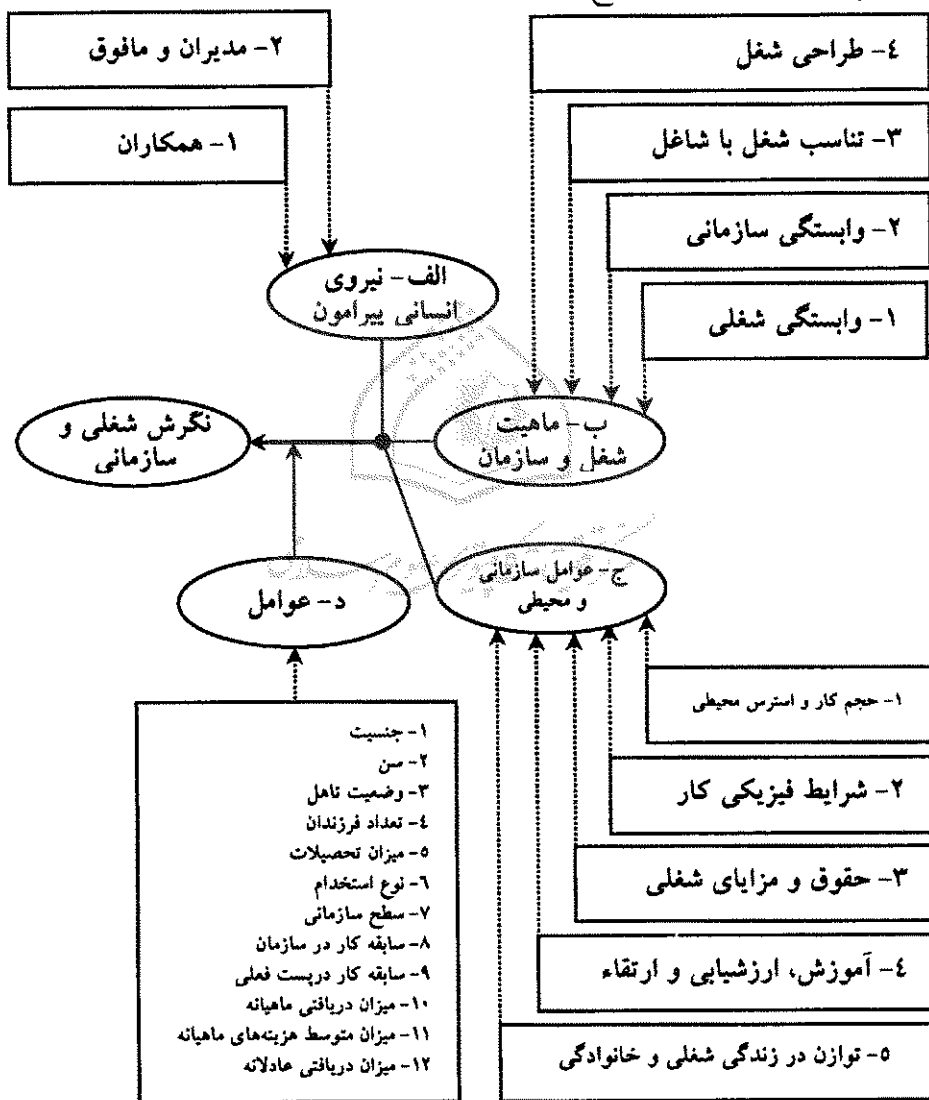 ۲- مدیران و مافوق
۱- همکاران
۴- طراحی شغل
۳- تناسب شغل با شاغل
۲- وابستگی سازمانی
۱- وابستگی شغلی
الف- نیروی
انسانی پیرامون
ب- ماهیت
شغل و سازمان
نگرش شغلی و
سازمانی
ج- عوامل سازمانی
و محیطی
د- عوامل
۱- حجم کار و استرس محیطی
۲- شرایط فیزیکی کار
۳- حقوق و مزایای شغلی
۴- آموزش، ارزشیابی و ارتقاء
۵- توازن در زندگی شغلی و خانوادگی
۱- جنسیت
۲- سن
۳- وضعیت تاهل
۴- تعداد فرزندان
۵- میزان تحصیلات
۶- نوع استخدام
۷- سطح سازمانی
۸- سابقه کار در سازمان
۹- سابقه کار درپست فعلی
۱۰- میزان دریافتی ماهیانه
۱۱- میزان متوسط هزینه‌های ماهیانه
۱۲- میزان دریافتی عادلانه